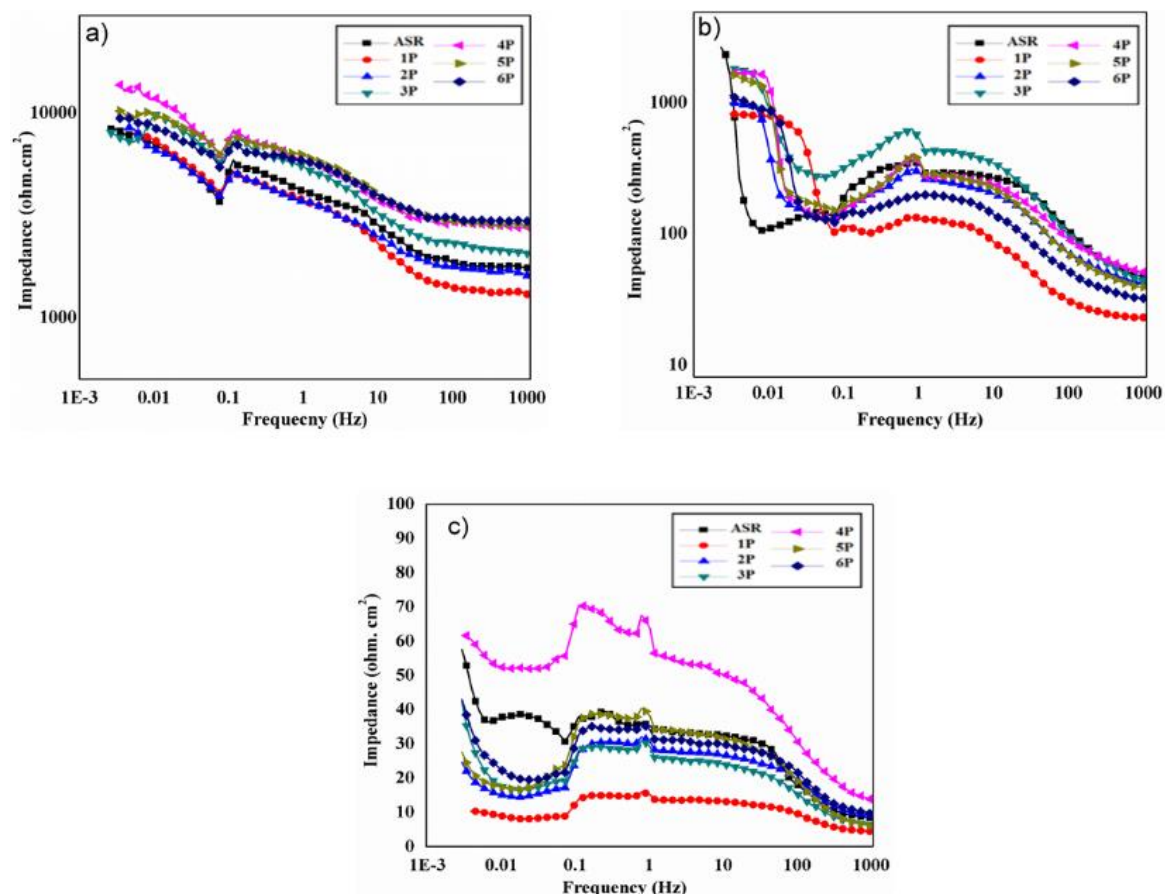 a)
ASR 4P
1P 5P
2P 6P
3P
10000
1000
Impedance (ohm.cm²)
1E-3 0.01 0.1 1 10 100 1000
Frequecny (Hz)
b)
ASR 4P
1P 5P
2P 6P
3P
1000
100
10
Impedance (ohm.cm²)
1E-3 0.01 0.1 1 10 100 1000
Frequency (Hz)
c)
ASR 4P
1P 5P
2P 6P
3P
100
90
80
70
60
50
40
30
20
10
0
Impedance (ohm. cm²)
1E-3 0.01 0.1 1 10 100 1000
Frequency (Hz)